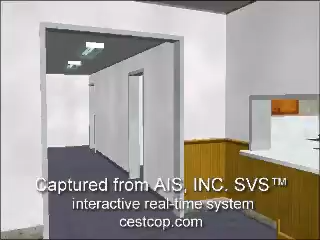 Captured from AIS, INC. SVS™
interactive real-time system
cestcop.com